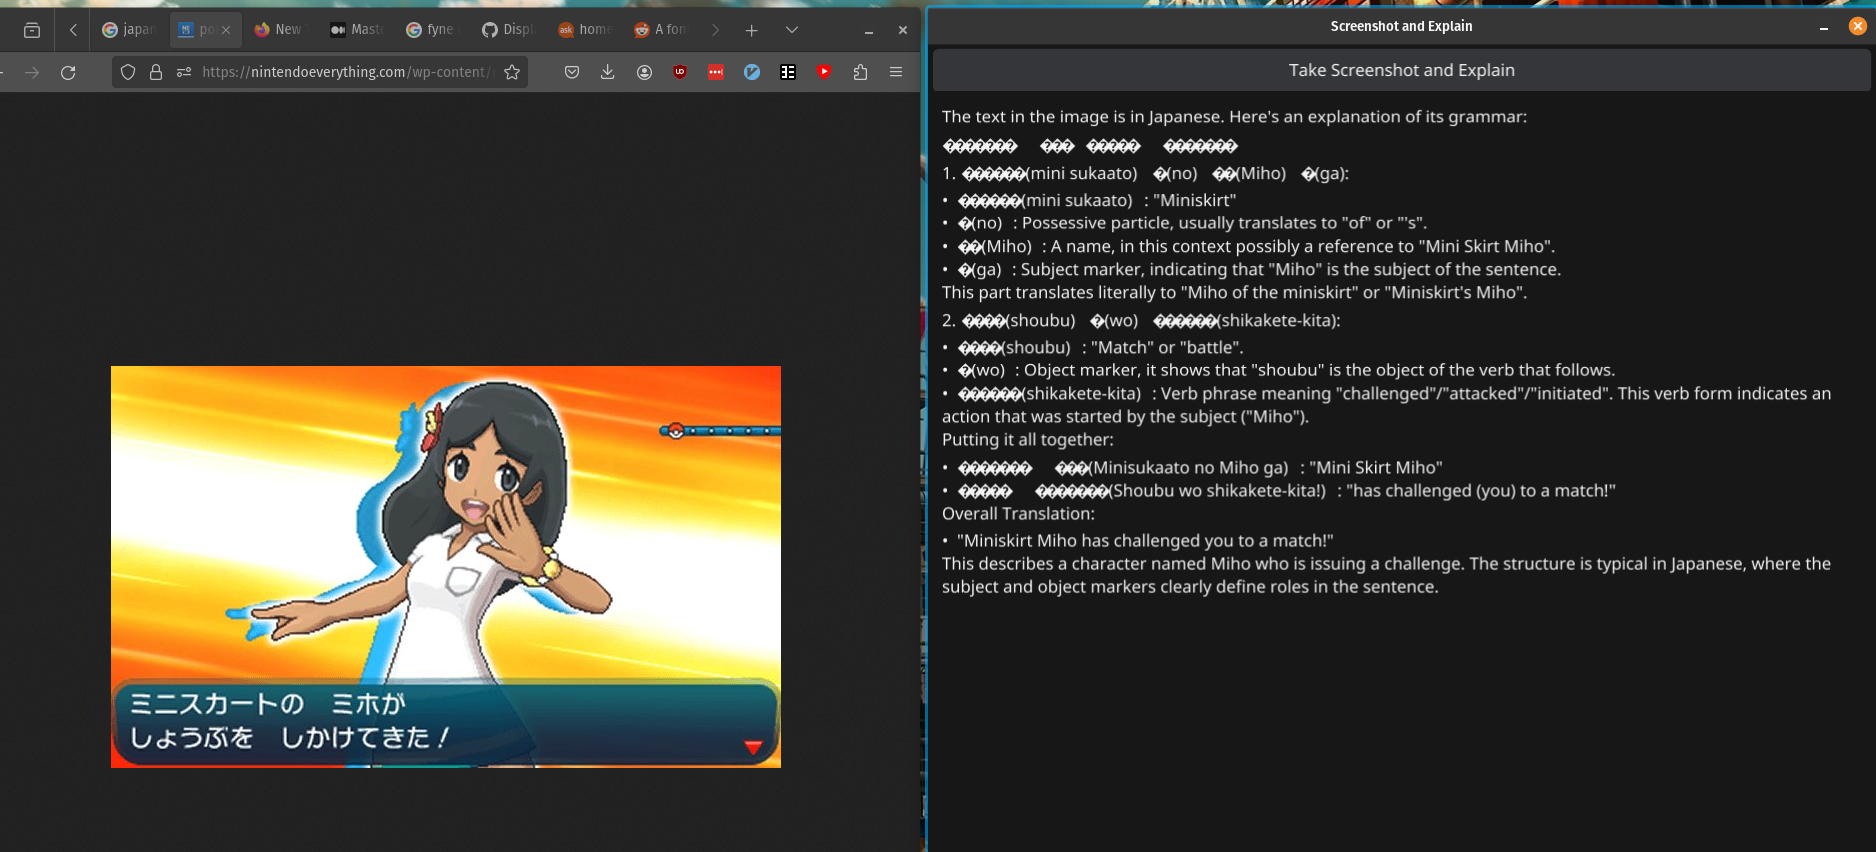 japan
po
New
Maste
fyne
Displ
home
A fon
https://nintendoeverything.com/wp-content/
ミニスカートの　ミホが
しょうぶを　しかけてきた！
Screenshot and Explain
Take Screenshot and Explain
The text in the image is in Japanese. Here's an explanation of its grammar:
������� ��� ����� �������
1. ������(mini sukaato) �(no) ��(Miho) �(ga):
• ������(mini sukaato) : "Miniskirt"
• �(no) : Possessive particle, usually translates to "of" or "'s".
• ��(Miho) : A name, in this context possibly a reference to "Mini Skirt Miho".
• �(ga) : Subject marker, indicating that "Miho" is the subject of the sentence.
This part translates literally to "Miho of the miniskirt" or "Miniskirt's Miho".
2. ����(shoubu) �(wo) ������(shikakete-kita):
• ����(shoubu) : "Match" or "battle".
• �(wo) : Object marker, it shows that "shoubu" is the object of the verb that follows.
• ������(shikakete-kita) : Verb phrase meaning "challenged"/"attacked"/"initiated". This verb form indicates an
action that was started by the subject ("Miho").
Putting it all together:
• ������� ���(Minisukaato no Miho ga) : "Mini Skirt Miho"
• ����� �������(Shoubu wo shikakete-kita!) : "has challenged (you) to a match!"
Overall Translation:
• "Miniskirt Miho has challenged you to a match!"
This describes a character named Miho who is issuing a challenge. The structure is typical in Japanese, where the
subject and object markers clearly define roles in the sentence.